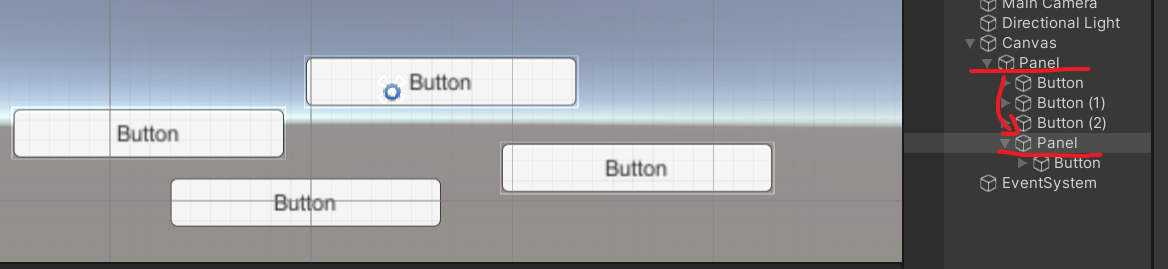 Button
Button
Button
Button
Main Camera
Directional Light
Canvas
Panel
Button
Button (1)
Button (2)
Panel
Button
EventSystem